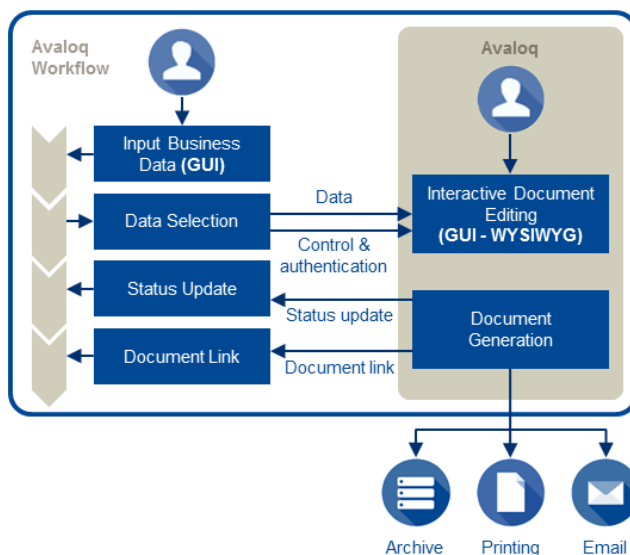 Avaloq
Workflow
Avaloq
Input Business
Data (GUI)
Data Selection
Data
Control &
authentication
Interactive Document
Editing
(GUI - WYSIWYG)
Status Update
Status update
Document Link
Document link
Document
Generation
Archive
Printing
Email